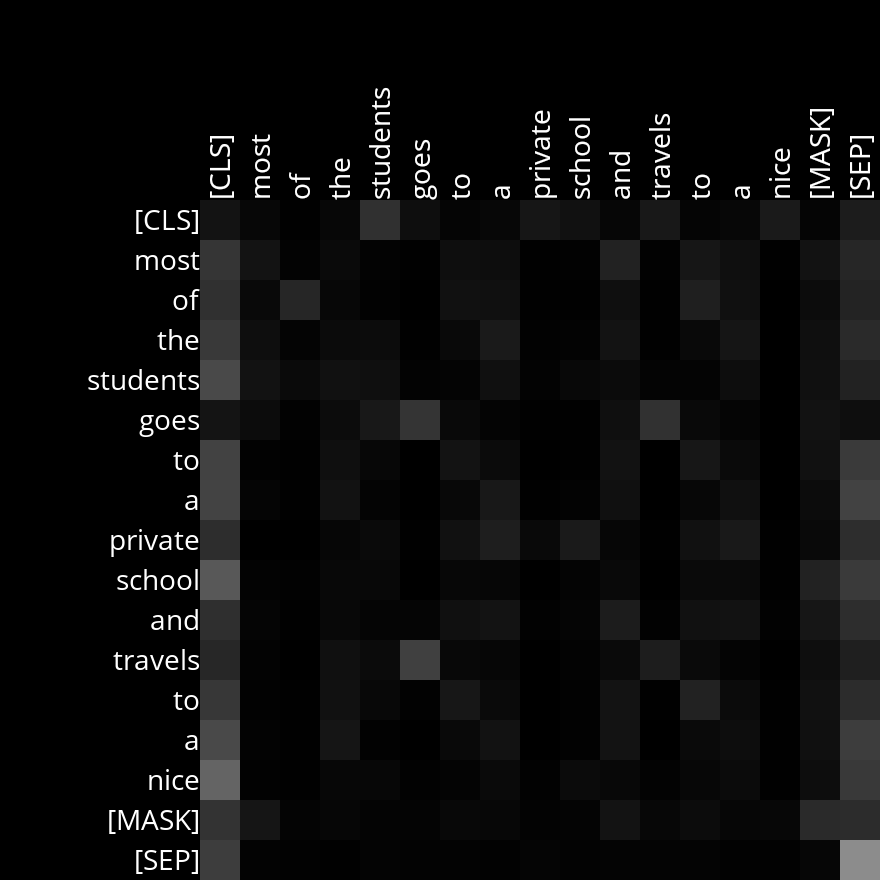 [CLS] most of the students goes to a private school and travels to a nice [MASK] [SEP]
[CLS]
most
of
the
students
goes
to
a
private
school
and
travels
to
a
nice
[MASK]
[SEP]